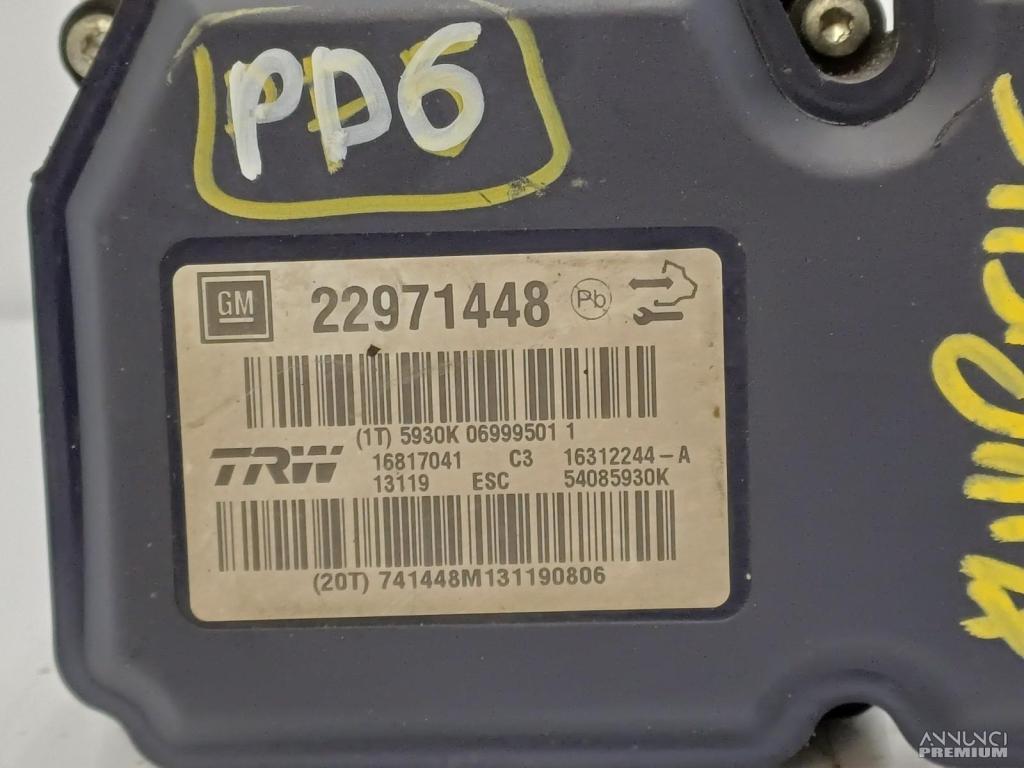 PD6
GM 22971448 Pb
(1T) 5930K 06999501 1
TRW 16817041 C3 16312244-A
13119 ESC 54085930K
(20T) 741448M131190806
ANNUNCI
PREMIUM